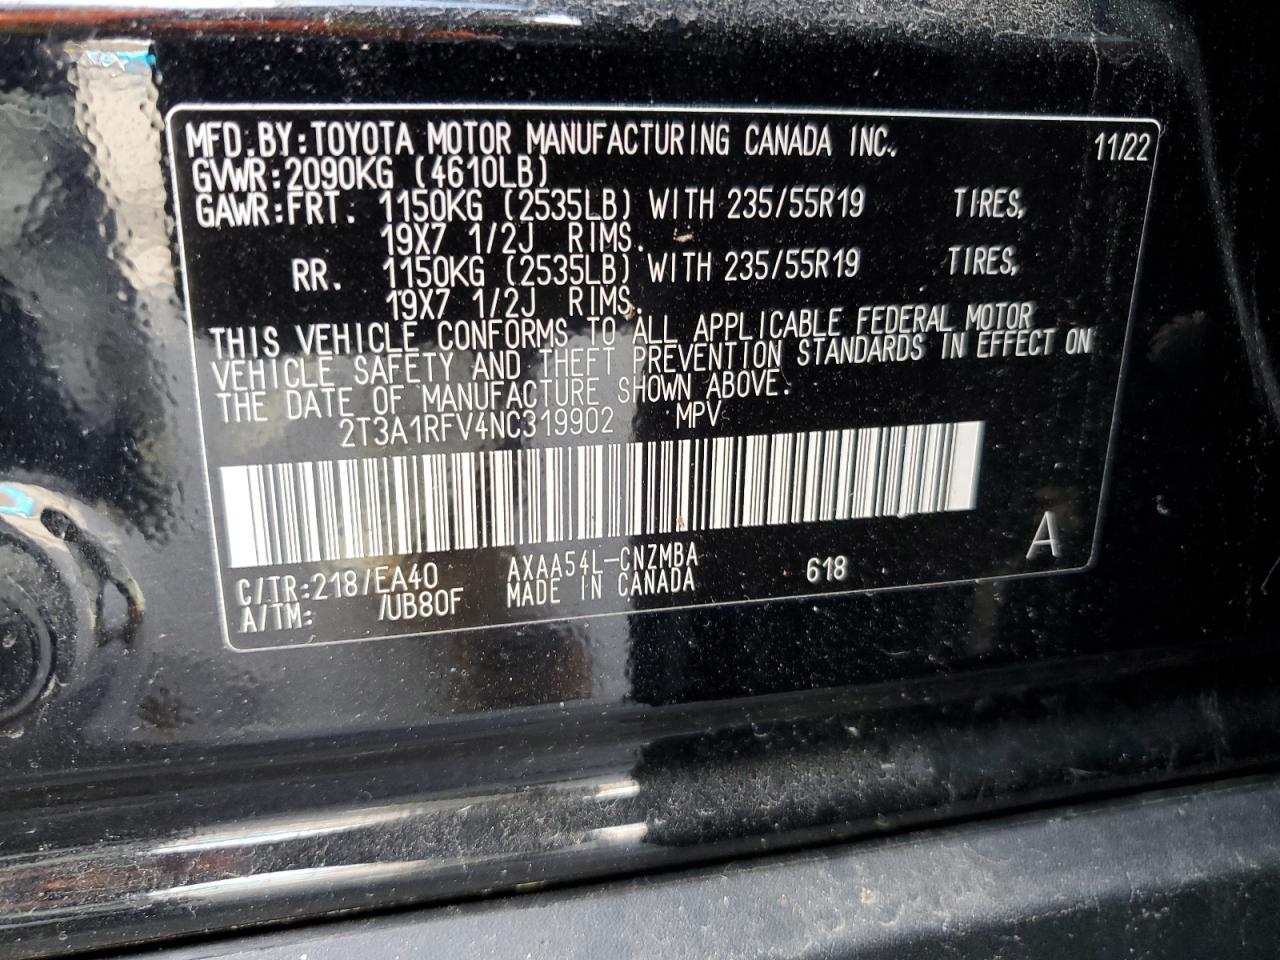 MFD.BY:TOYOTA MOTOR MANUFACTURING CANADA INC. 11/22
GVWR:2090KG (4610LB)
GAWR:FRT. 1150KG (2535LB) WITH 235/55R19 TIRES,
19X7 1/2J RIMS.
RR. 1150KG (2535LB) WITH 235/55R19 TIRES,
19X7 1/2J RIMS.
THIS VEHICLE CONFORMS TO ALL APPLICABLE FEDERAL MOTOR
VEHICLE SAFETY AND THEFT PREVENTION STANDARDS IN EFFECT ON
THE DATE OF MANUFACTURE SHOWN ABOVE.
2T3A1RFV4NC319902 MPV
C/TR:218/EA40 AXAA54L-CNZMBA 618 A
A/TM: /UB80F MADE IN CANADA